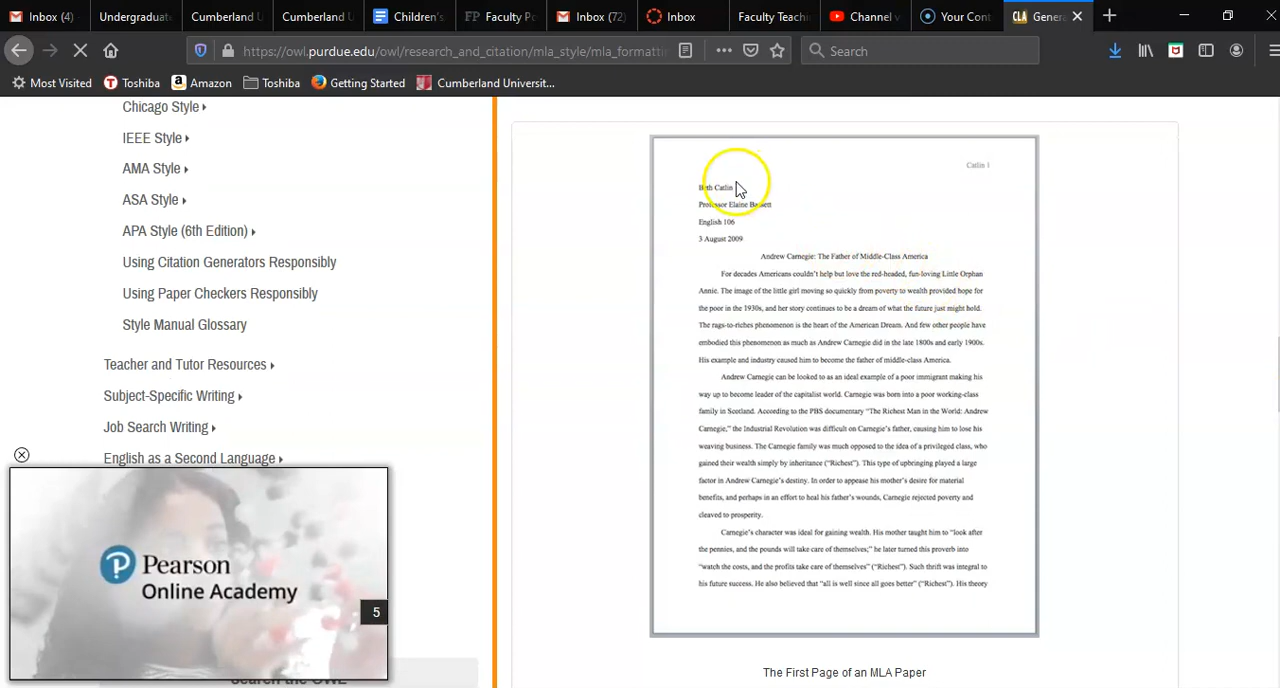 Inbox (4)
Undergraduate
Cumberland U
Cumberland U
Children's
FP Faculty Po
Inbox (72)
Inbox
Faculty Teachi
Channel v
Your Cont
CLA Genera
https://owl.purdue.edu/owl/research_and_citation/mla_style/mla_formatti
Search
Most Visited
Toshiba
Amazon
Toshiba
Getting Started
Cumberland Universit...
Chicago Style
IEEE Style
AMA Style
ASA Style
APA Style (6th Edition)
Using Citation Generators Responsibly
Using Paper Checkers Responsibly
Style Manual Glossary
Teacher and Tutor Resources
Subject-Specific Writing
Job Search Writing
English as a Second Language
Pearson
Online Academy
5
Search the OWL
Catlin 1
Beth Catlin
Professor Elaine Bassett
English 106
3 August 2009
Andrew Carnegie: The Father of Middle-Class America
For decades Americans couldn't help but love the red-headed, fun-loving Little Orphan
Annie. The image of the little girl moving so quickly from poverty to wealth provided hope for
the poor in the 1930s, and her story continues to be a dream of what the future just might hold.
The rags-to-riches phenomenon is the heart of the American Dream. And few other people have
embodied this phenomenon as much as Andrew Carnegie did in the late 1800s and early 1900s.
His example and industry caused him to become the father of middle-class America.
Andrew Carnegie can be looked to as an ideal example of a poor immigrant making his
way up to become leader of the capitalist world. Carnegie was born into a poor working-class
family in Scotland. According to the PBS documentary "The Richest Man in the World: Andrew
Carnegie," the Industrial Revolution was difficult on Carnegie's father, causing him to lose his
weaving business. The Carnegie family was much opposed to the idea of a privileged class, who
gained their wealth simply by inheritance ("Richest"). This type of upbringing played a large
factor in Andrew Carnegie's destiny. In order to appease his mother's desire for material
benefits, and perhaps in an effort to heal his father's wounds, Carnegie rejected poverty and
cleaved to prosperity.
Carnegie's character was ideal for gaining wealth. His mother taught him to "look after
the pennies, and the pounds will take care of themselves;" he later turned this proverb into
"watch the costs, and the profits take care of themselves" ("Richest"). Such thrift was integral to
his future success. He also believed that "all is well since all goes better" ("Richest"). His theory
The First Page of an MLA Paper